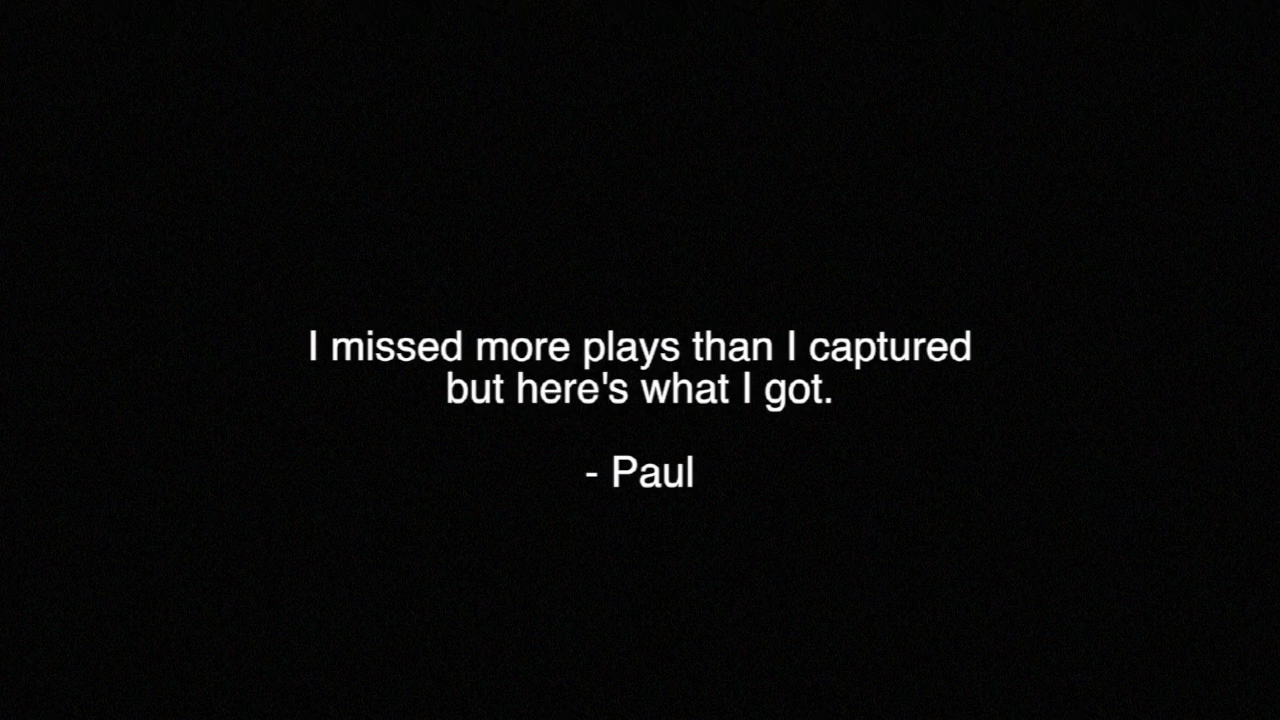 I missed more plays than I captured
but here's what I got.
- Paul